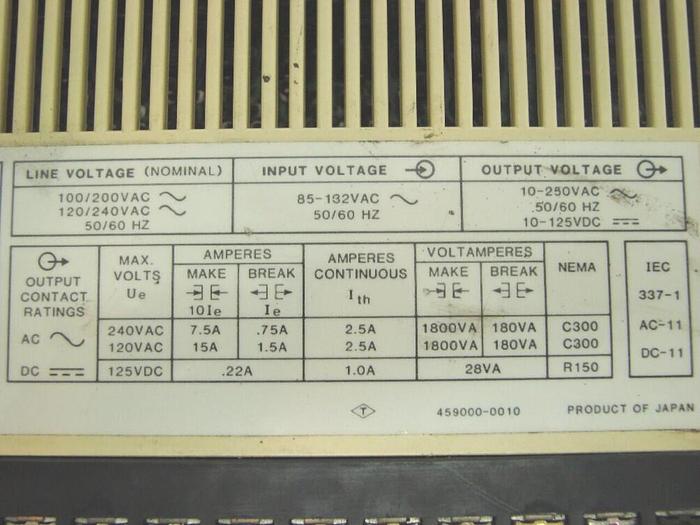 LINE VOLTAGE (NOMINAL)
100/200VAC
120/240VAC
50/60 HZ
INPUT VOLTAGE
85-132VAC
50/60 HZ
OUTPUT VOLTAGE
10-250VAC
50/60 HZ
10-125VDC
OUTPUT
CONTACT
RATINGS
MAX.
VOLTS
Ue
AMPERES
MAKE BREAK
10Ie Ie
AMPERES
CONTINUOUS
Ith
VOLTAMPERES
MAKE BREAK
NEMA
AC 240VAC 7.5A .75A 2.5A 1800VA 180VA C300
120VAC 15A 1.5A 2.5A 1800VA 180VA C300
DC 125VDC .22A 1.0A 28VA R150
IEC
337-1
AC-11
DC-11
T 459000-0010 PRODUCT OF JAPAN